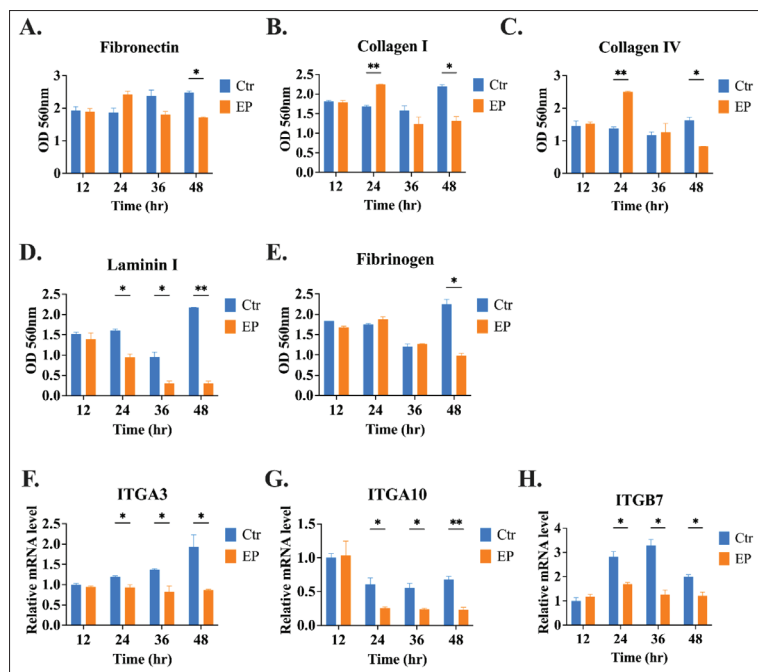 A.
Fibronectin
OD 560nm
3
2
1
0
*
Ctr
EP
12 24 36 48
Time (hr)
B.
Collagen I
OD 560nm
2.5
2.0
1.5
1.0
0.5
0.0
** *
Ctr
EP
12 24 36 48
Time (hr)
C.
Collagen IV
OD 560nm
3
2
1
0
** *
Ctr
EP
12 24 36 48
Time (hr)
D.
Laminin I
OD 560nm
2.5
2.0
1.5
1.0
0.5
0.0
* * **
Ctr
EP
12 24 36 48
Time (hr)
E.
Fibrinogen
OD 560nm
2.5
2.0
1.5
1.0
0.5
0.0
*
Ctr
EP
12 24 36 48
Time (hr)
F.
ITGA3
Relative mRNA level
2.5
2.0
1.5
1.0
0.5
0.0
* * *
Ctr
EP
12 24 36 48
Time (hr)
G.
ITGA10
Relative mRNA level
1.5
1.0
0.5
0.0
* * **
Ctr
EP
12 24 36 48
Time (hr)
H.
ITGB7
Relative mRNA level
4
3
2
1
0
* * *
Ctr
EP
12 24 36 48
Time (hr)